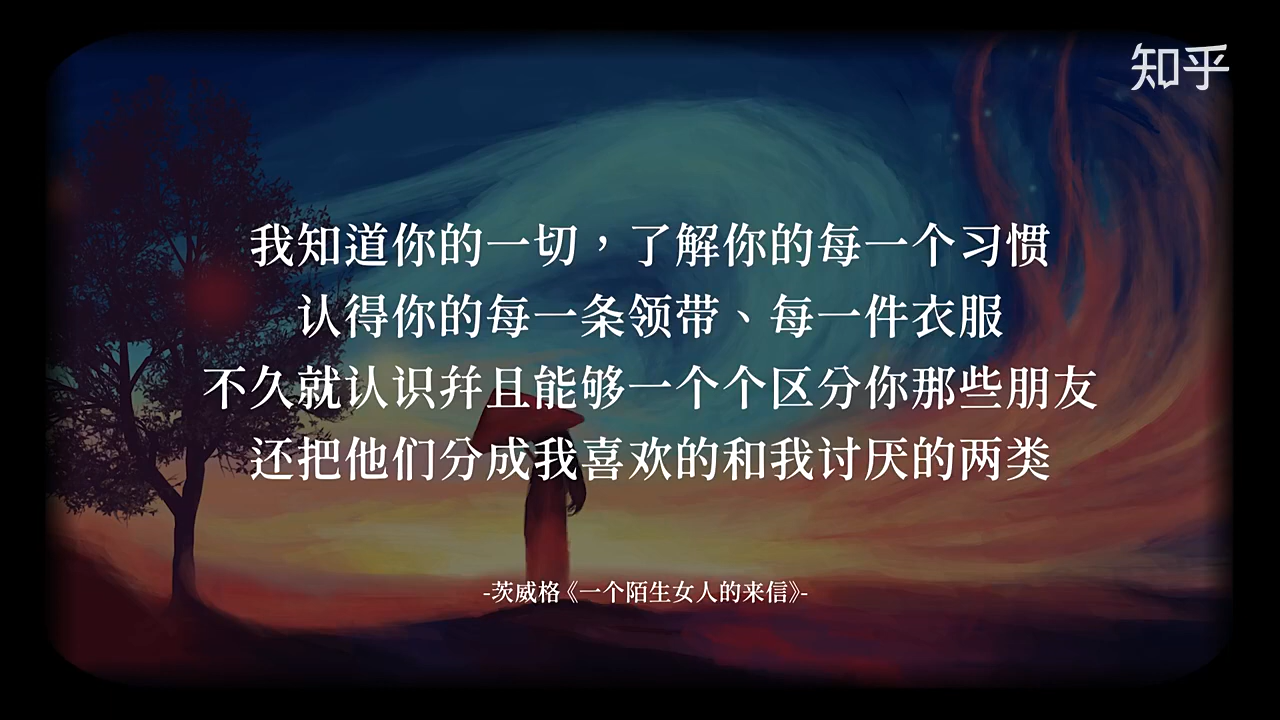 知乎
我知道你的一切，了解你的每一个习惯
认得你的每一条领带、每一件衣服
不久就认识并且能够一个个区分你那些朋友
还把他们分成我喜欢的和我讨厌的两类
-茨威格《一个陌生女人的来信》-